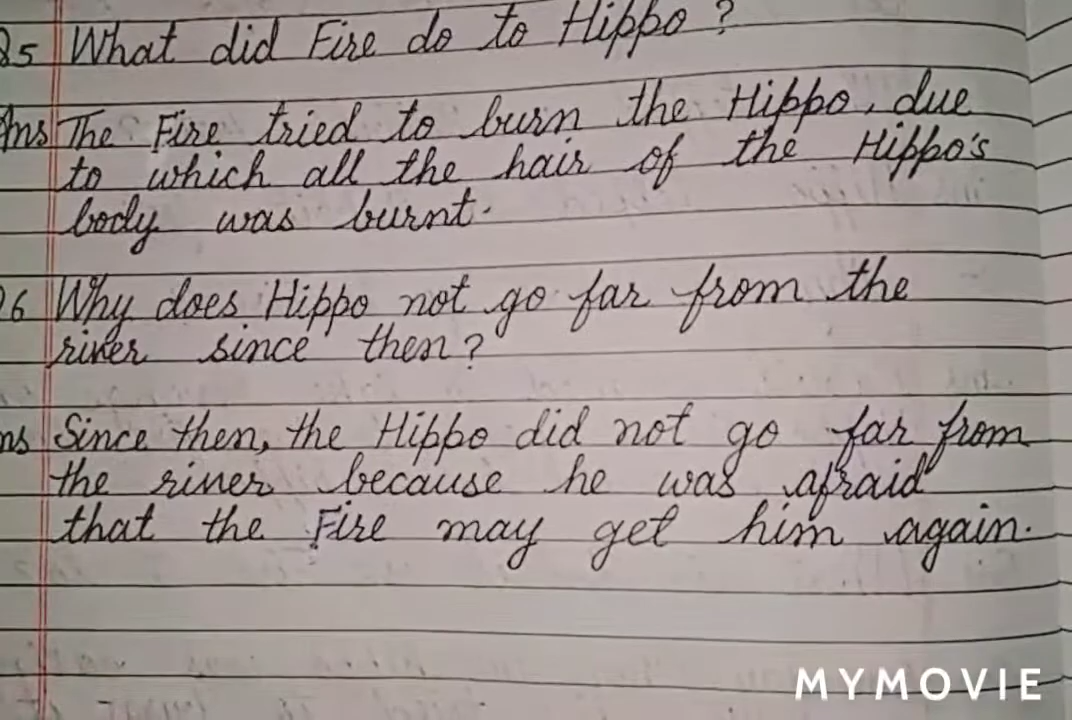 Q5 What did Fire do to Hippo ?
Ans The Fire tried to burn the Hippo, due
to which all the hair of the Hippo's
body was burnt.
Q6 Why does Hippo not go far from the
river since then?
Ans Since then, the Hippo did not go far from
the river because he was afraid
that the Fire may get him again.
MYMOVIE